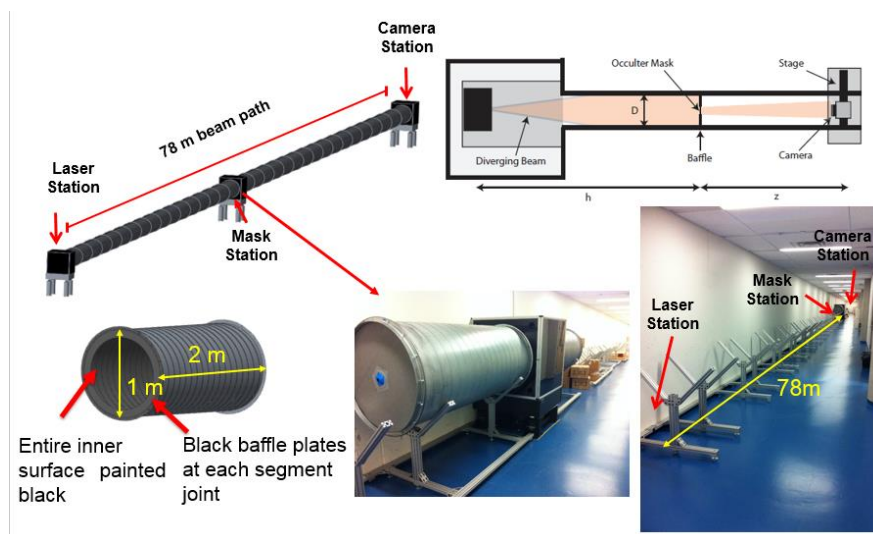 Camera
Station
78 m beam path
Laser
Station
Mask
Station
Occulter Mask
Stage
D
Diverging Beam
Baffle
Camera
h
z
2 m
1 m
Entire inner
surface painted
black
Black baffle plates
at each segment
joint
Camera
Station
Mask
Station
Laser
Station
78m